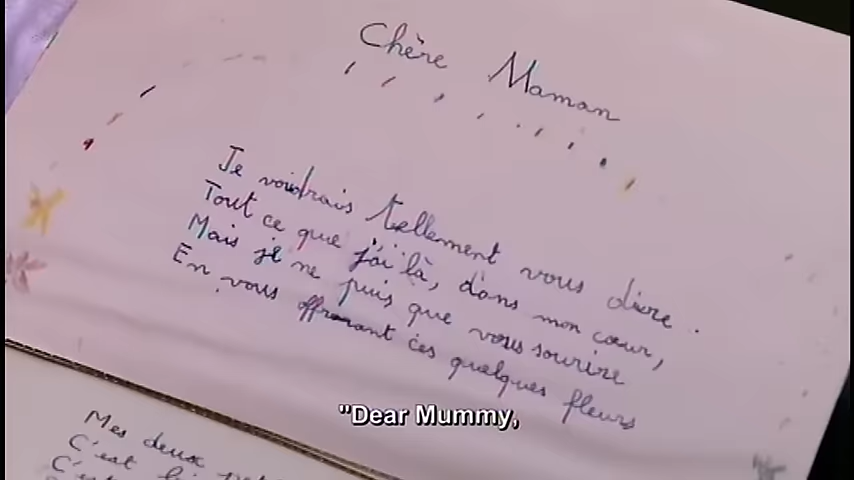 Chère Maman
Je voudrais tellement vous dire
Tout ce que j'ai là, dans mon cœur,
Mais je ne puis que vous sourire
En vous offrant ces quelques fleurs
"Dear Mummy,
Mes deux
C'est
C'est